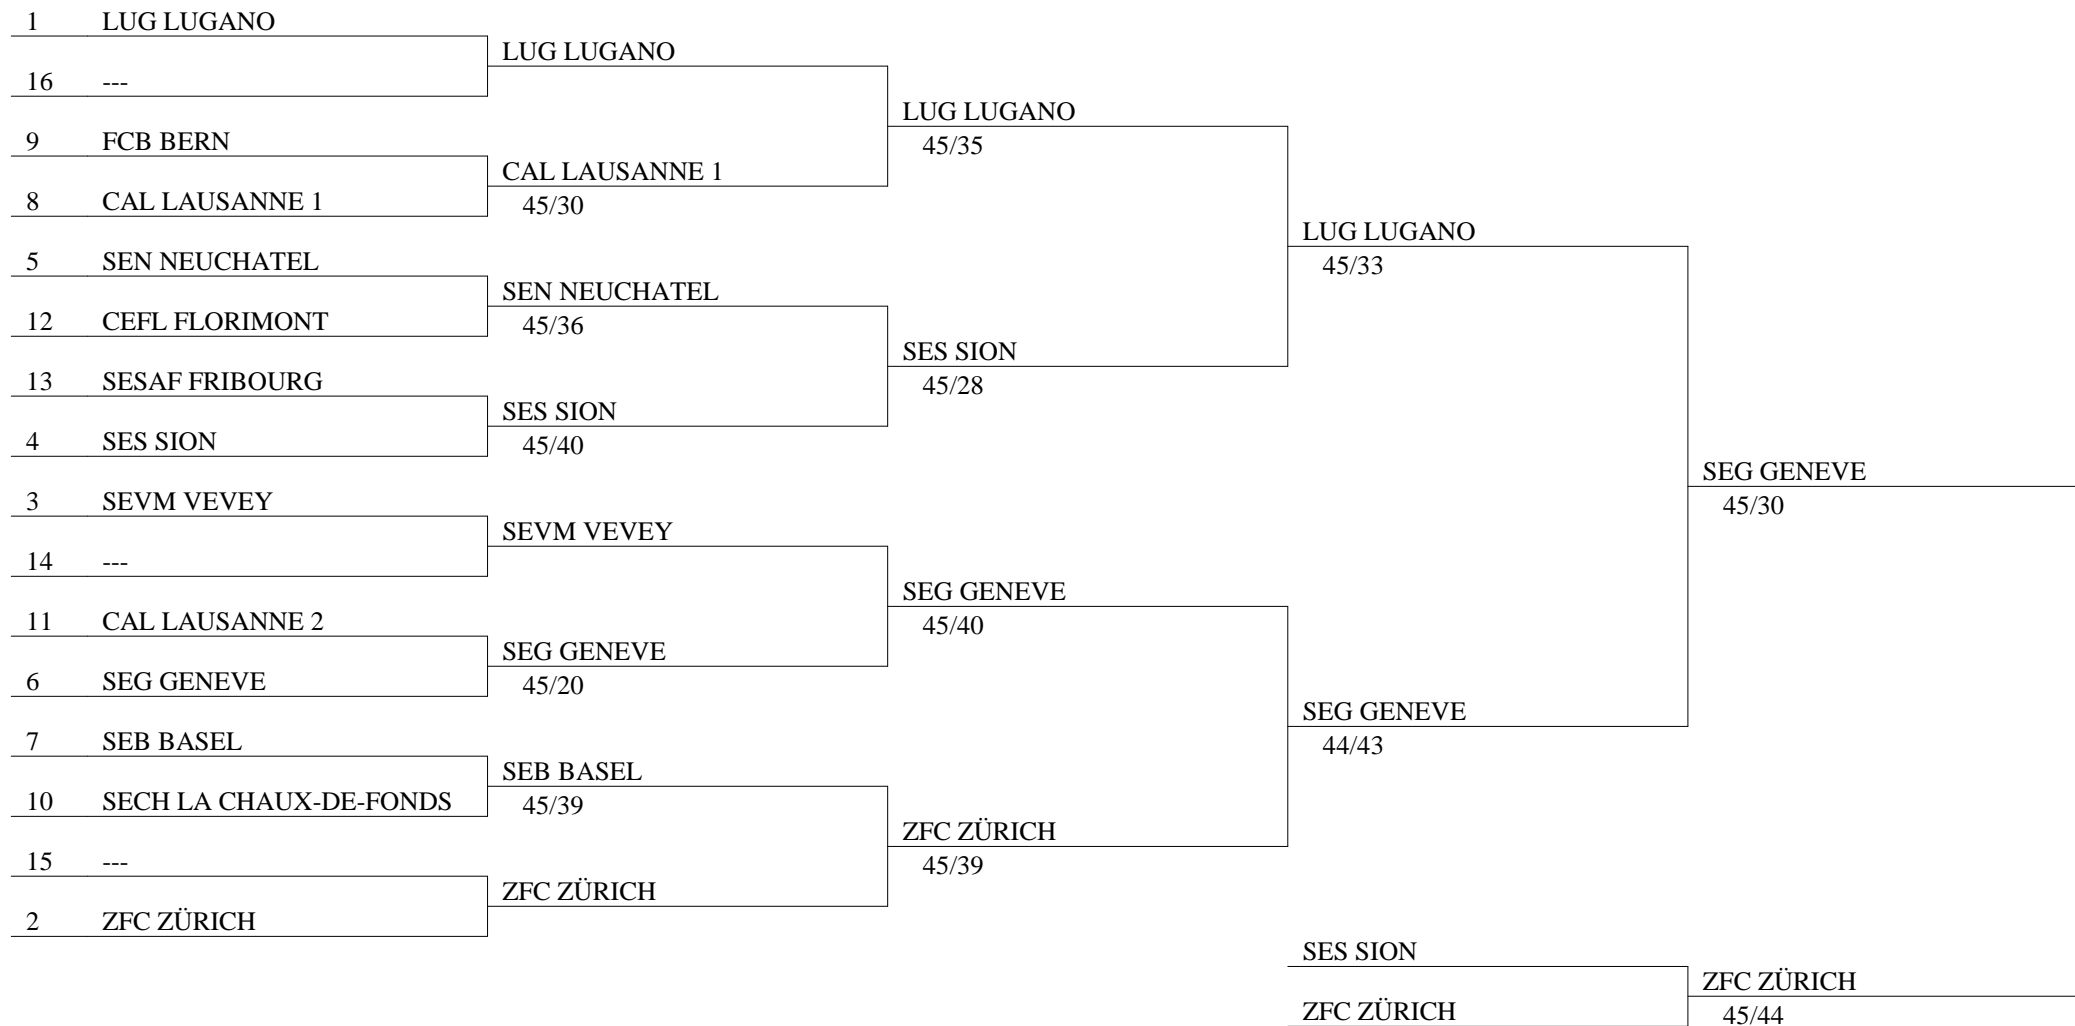 1 LUG LUGANO
16 ---
9 FCB BERN
8 CAL LAUSANNE 1
5 SEN NEUCHATEL
12 CEFL FLORIMONT
13 SESAF FRIBOURG
4 SES SION
3 SEVM VEVEY
14 ---
11 CAL LAUSANNE 2
6 SEG GENEVE
7 SEB BASEL
10 SECH LA CHAUX-DE-FONDS
15 ---
2 ZFC ZÜRICH
LUG LUGANO
CAL LAUSANNE 1
45/30
SEN NEUCHATEL
45/36
SES SION
45/40
SEVM VEVEY
SEG GENEVE
45/20
SEB BASEL
45/39
ZFC ZÜRICH
LUG LUGANO
45/35
SES SION
45/28
SEG GENEVE
45/40
ZFC ZÜRICH
45/39
LUG LUGANO
45/33
SEG GENEVE
44/43
SEG GENEVE
45/30
SES SION
ZFC ZÜRICH
ZFC ZÜRICH
45/44